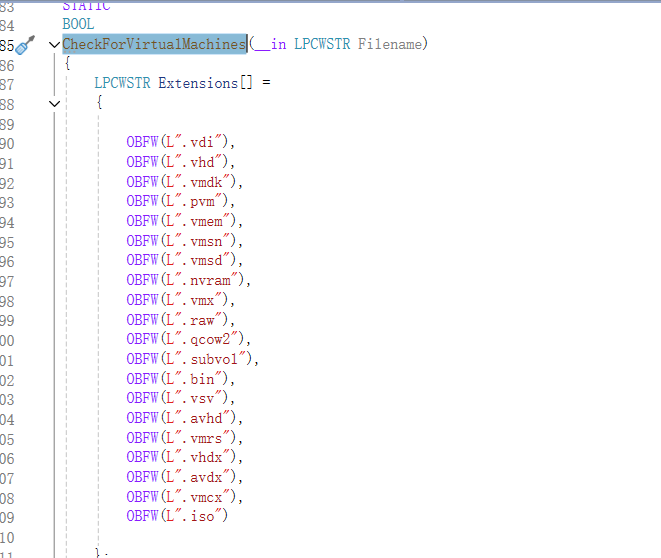 83 STATIC
84 BOOL
85 CheckForVirtualMachines(__in LPCWSTR Filename)
86 {
87 LPCWSTR Extensions[] =
88 {
89
90 OBFW(L".vdi"),
91 OBFW(L".vhd"),
92 OBFW(L".vmdk"),
93 OBFW(L".pvm"),
94 OBFW(L".vmem"),
95 OBFW(L".vmsn"),
96 OBFW(L".vmsd"),
97 OBFW(L".nvram"),
98 OBFW(L".vmx"),
99 OBFW(L".raw"),
00 OBFW(L".qcow2"),
01 OBFW(L".subvol"),
02 OBFW(L".bin"),
03 OBFW(L".vsv"),
04 OBFW(L".avhd"),
05 OBFW(L".vmrs"),
06 OBFW(L".vhdx"),
07 OBFW(L".avdx"),
08 OBFW(L".vmcx"),
09 OBFW(L".iso")
10
11 };